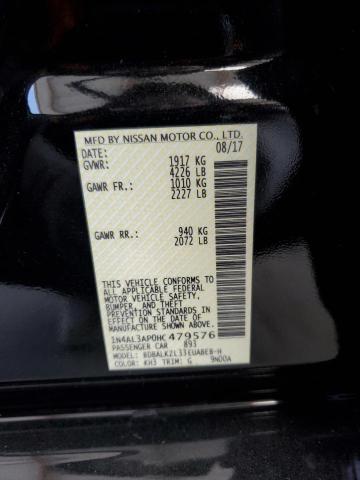 MFD BY NISSAN MOTOR CO., LTD.
DATE: 08/17
GVWR: 1917 KG
4226 LB
GAWR FR.: 1010 KG
2227 LB
GAWR RR.: 940 KG
2072 LB
THIS VEHICLE CONFORMS TO
ALL APPLICABLE FEDERAL
MOTOR VEHICLE SAFETY,
BUMPER, AND THEFT
PREVENTION STANDARDS IN
EFFECT ON THE DATE OF
MANUFACTURE SHOWN ABOVE.
1N4AL3AP0HC479576
PASSENGER CAR 893
MODEL: BDBALKZL33EUABEB-H
COLOR: KH3 TRIM: G 9N00A